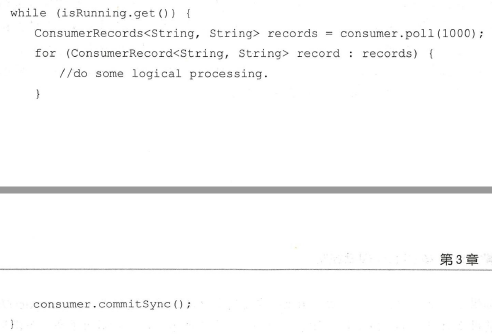 while (isRunning.get()) {
    ConsumerRecords<String, String> records = consumer.poll(1000);
    for (ConsumerRecord<String, String> record : records) {
        //do some logical processing.
    }
第3章
    consumer.commitSync();
}